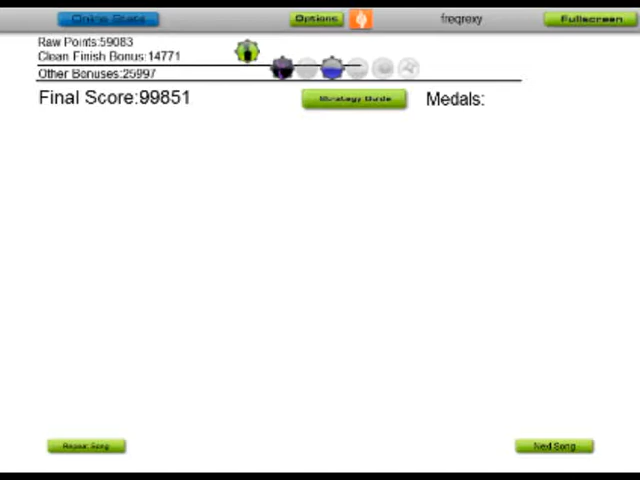 Online Stats Options freqrexy Fullscreen
Raw Points:59083
Clean Finish Bonus:14771
Other Bonuses:25997
Final Score:99851 Strategy Guide Medals:
Repeat Song Next Song